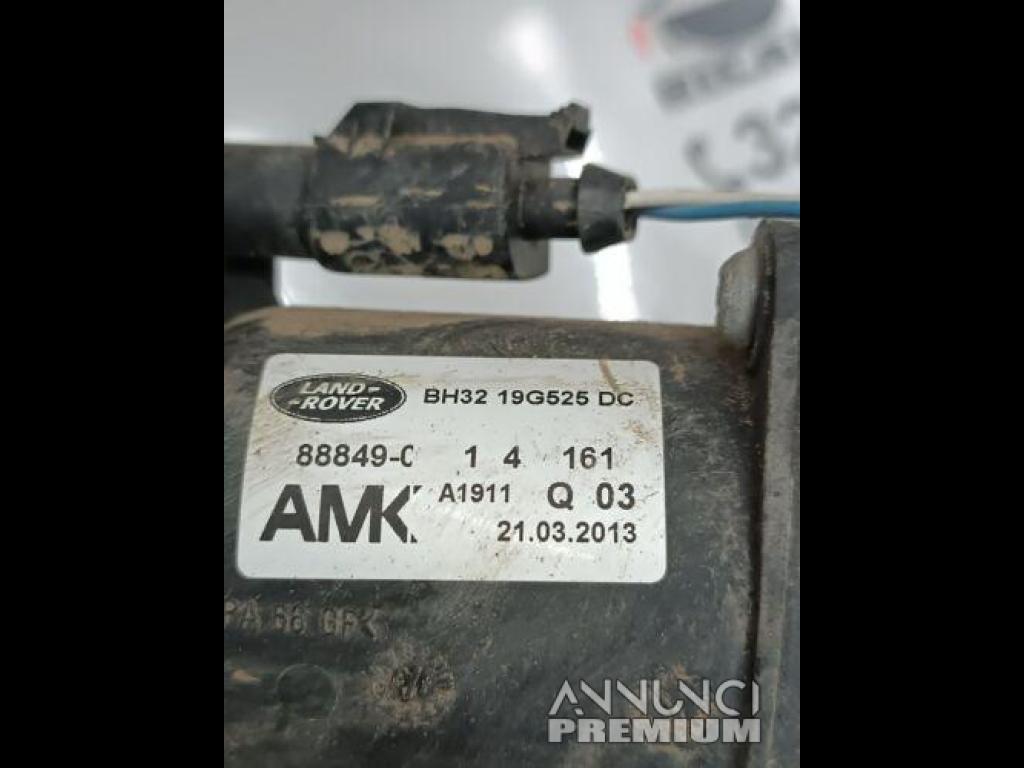 LAND-
-ROVER
BH32 19G525 DC
88849-0 1 4 161
AMK A1911 Q 03
21.03.2013
ANNUNCI
PREMIUM